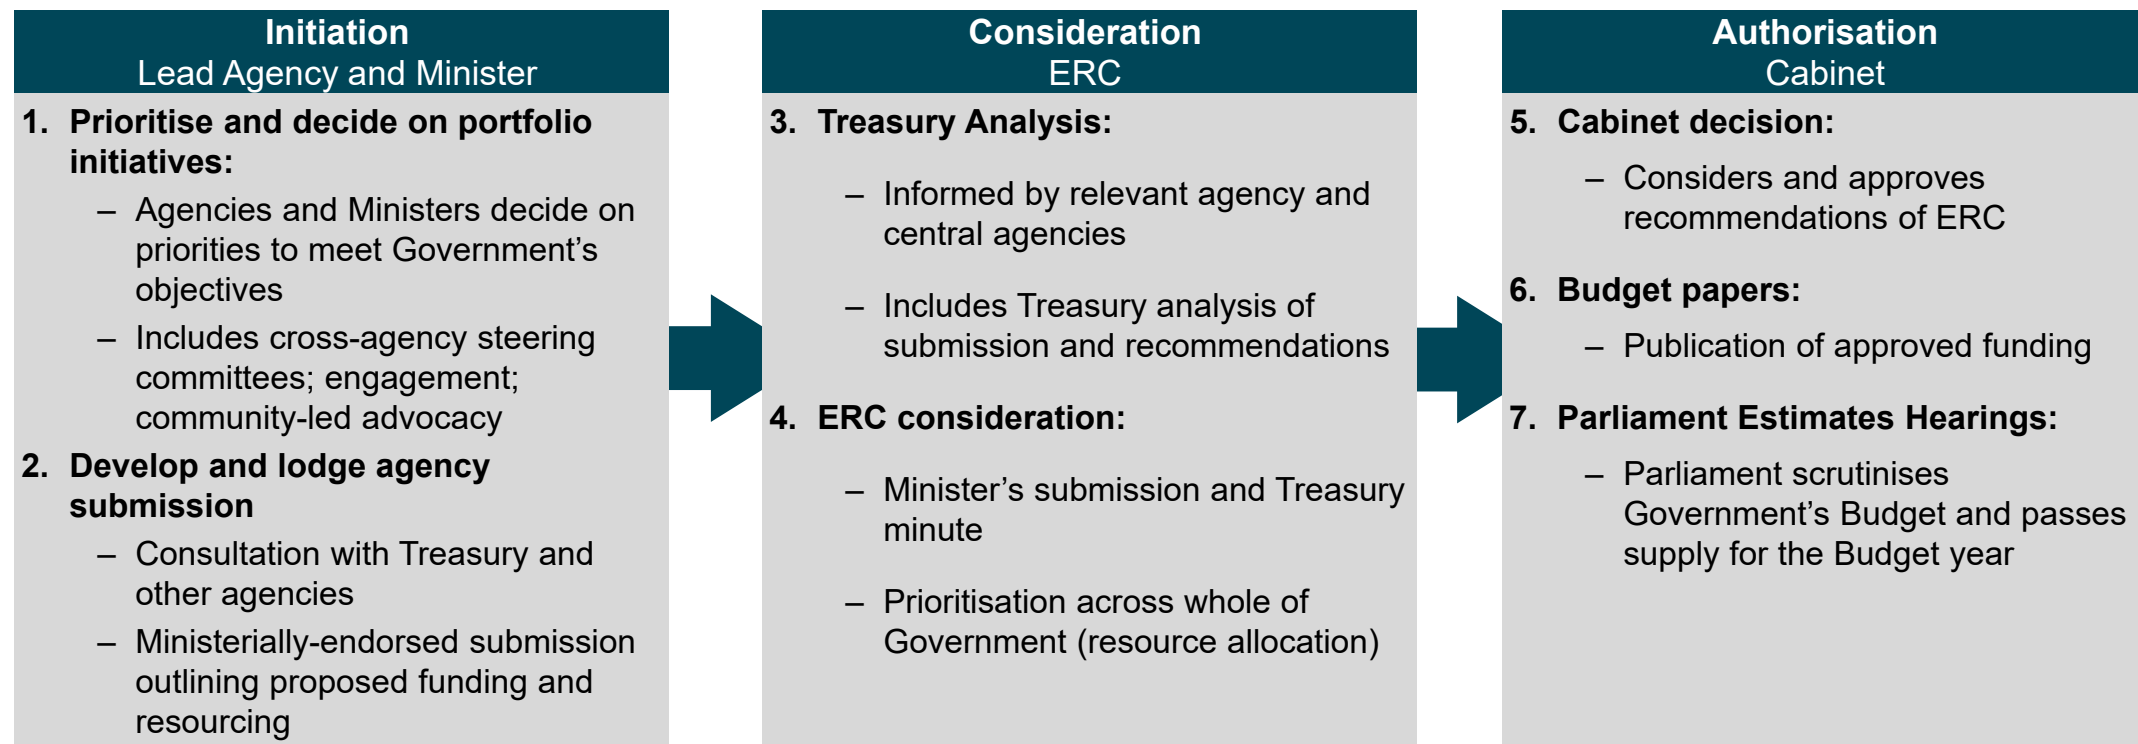 Initiation
Lead Agency and Minister
1. Prioritise and decide on portfolio
initiatives:
– Agencies and Ministers decide on
priorities to meet Government’s
objectives
– Includes cross-agency steering
committees; engagement;
community-led advocacy
2. Develop and lodge agency
submission
– Consultation with Treasury and
other agencies
– Ministerially-endorsed submission
outlining proposed funding and
resourcing
Consideration
ERC
3. Treasury Analysis:
– Informed by relevant agency and
central agencies
– Includes Treasury analysis of
submission and recommendations
4. ERC consideration:
– Minister’s submission and Treasury
minute
– Prioritisation across whole of
Government (resource allocation)
Authorisation
Cabinet
5. Cabinet decision:
– Considers and approves
recommendations of ERC
6. Budget papers:
– Publication of approved funding
7. Parliament Estimates Hearings:
– Parliament scrutinises
Government’s Budget and passes
supply for the Budget year